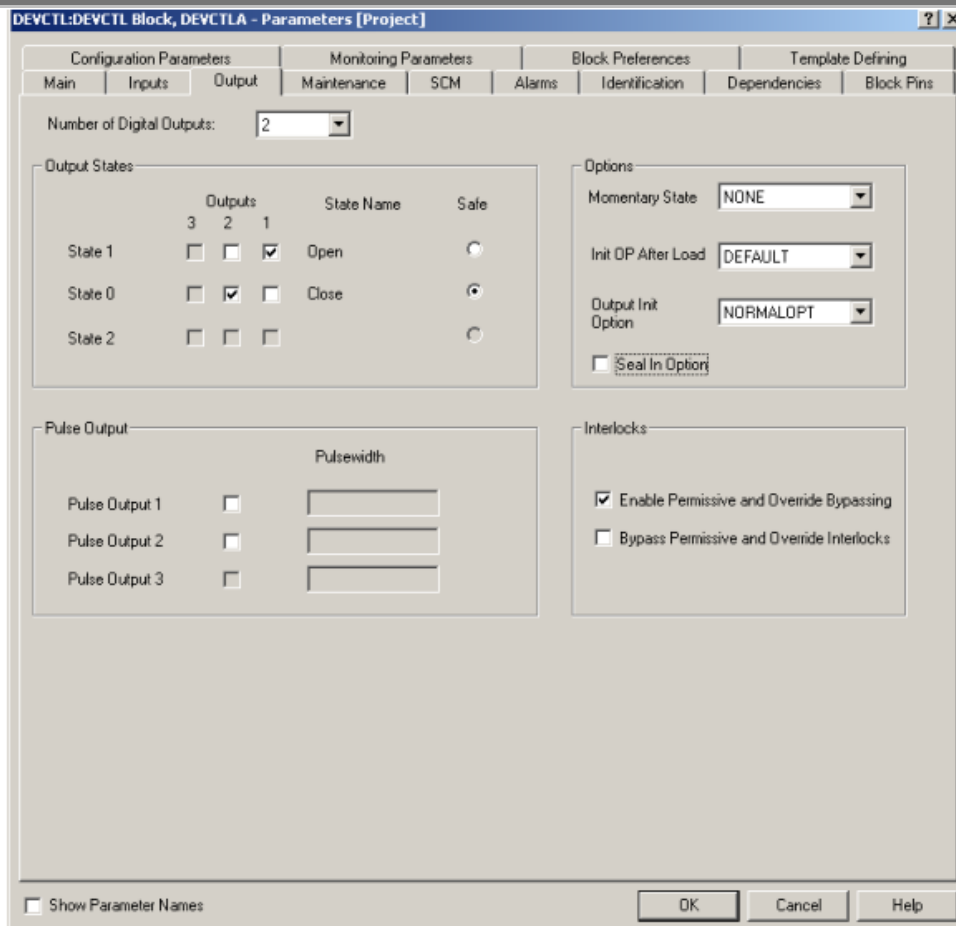 DEVCTL:DEVCTL Block, DEVCTLA - Parameters [Project]
Configuration Parameters Monitoring Parameters Block Preferences Template Defining
Main Inputs Output Maintenance SCM Alarms Identification Dependencies Block Pins
Number of Digital Outputs: 2
Output States
Outputs State Name Safe
3 2 1
State 1 Open
State 0 Close
State 2
Options
Momentary State NONE
Init OP After Load DEFAULT
Output Init
Option
NORMALOPT
Seal In Option
Pulse Output
Pulsewidth
Pulse Output 1
Pulse Output 2
Pulse Output 3
Interlocks
Enable Permissive and Override Bypassing
Bypass Permissive and Override Interlocks
Show Parameter Names
OK Cancel Help